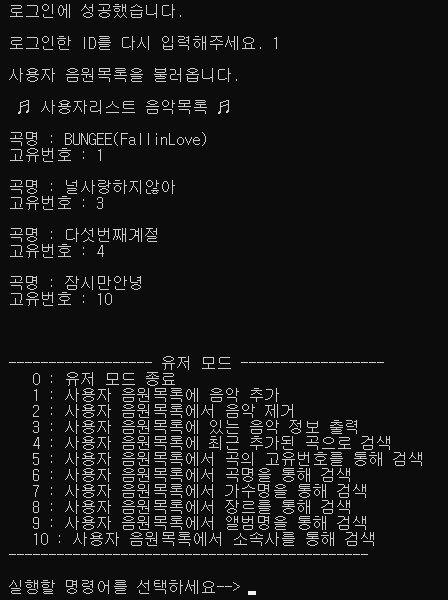 로그인에 성공했습니다.
로그인한 ID를 다시 입력해주세요. 1
사용자 음원목록을 불러옵니다.
♬ 사용자리스트 음악목록 ♬
곡명 : BUNGEE(FallinLove)
고유번호 : 1
곡명 : 널사랑하지않아
고유번호 : 3
곡명 : 다섯번째계절
고유번호 : 4
곡명 : 잠시만안녕
고유번호 : 10
------------------ 유저 모드 ------------------
0 : 유저 모드 종료
1 : 사용자 음원목록에 음악 추가
2 : 사용자 음원목록에서 음악 제거
3 : 사용자 음원목록에 있는 음악 정보 출력
4 : 사용자 음원목록에 최근 추가된 곡으로 검색
5 : 사용자 음원목록에서 곡의 고유번호를 통해 검색
6 : 사용자 음원목록에서 곡명을 통해 검색
7 : 사용자 음원목록에서 가수명을 통해 검색
8 : 사용자 음원목록에서 장르를 통해 검색
9 : 사용자 음원목록에서 앨범명을 통해 검색
10 : 사용자 음원목록에서 소속사를 통해 검색
---------------------------------------------
실행할 명령어를 선택하세요-->